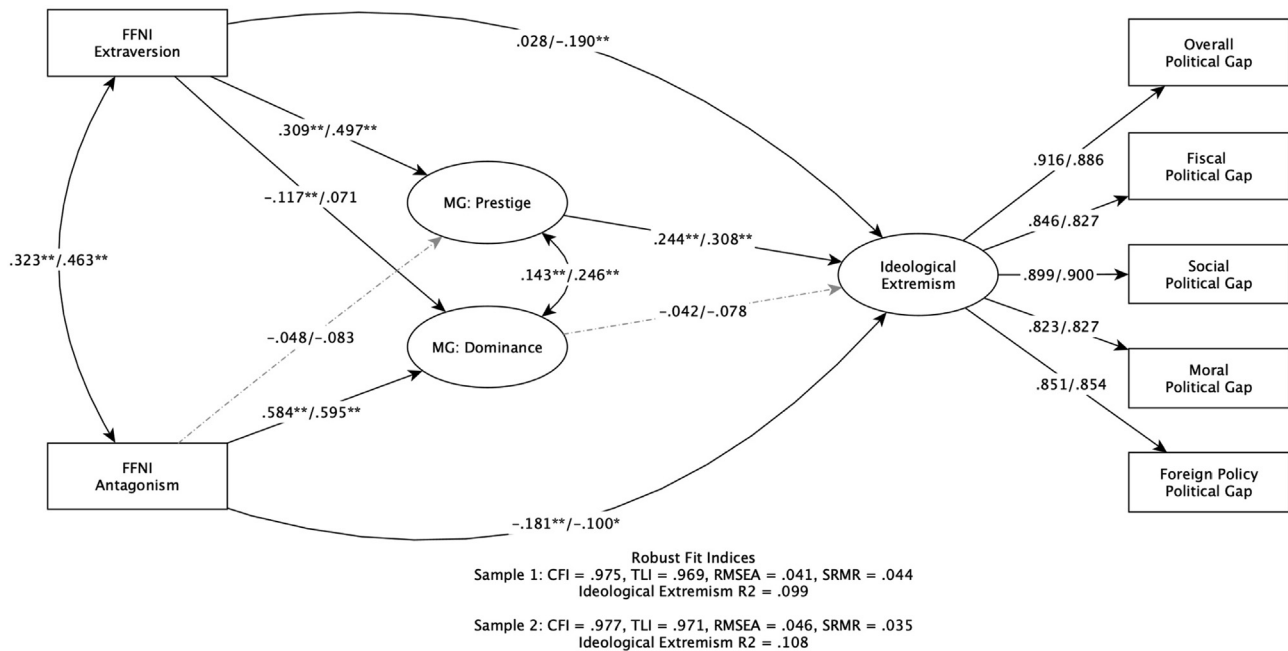 FFNI
Extraversion
.028/-.190**
Overall
Political Gap
.309**/.497**
.916/.886
Fiscal
Political Gap
-.117**/.071
MG: Prestige
.846/.827
.244**/.308**
.323**/.463**
.143**/.246**
Ideological
Extremism
.899/.900
Social
Political Gap
-.042/-.078
-.048/-.083
.823/.827
MG: Dominance
Moral
Political Gap
.851/.854
.584**/.595**
FFNI
Antagonism
Foreign Policy
Political Gap
-.181**/-.100*
Robust Fit Indices
Sample 1: CFI = .975, TLI = .969, RMSEA = .041, SRMR = .044
Ideological Extremism R2 = .099
Sample 2: CFI = .977, TLI = .971, RMSEA = .046, SRMR = .035
Ideological Extremism R2 = .108